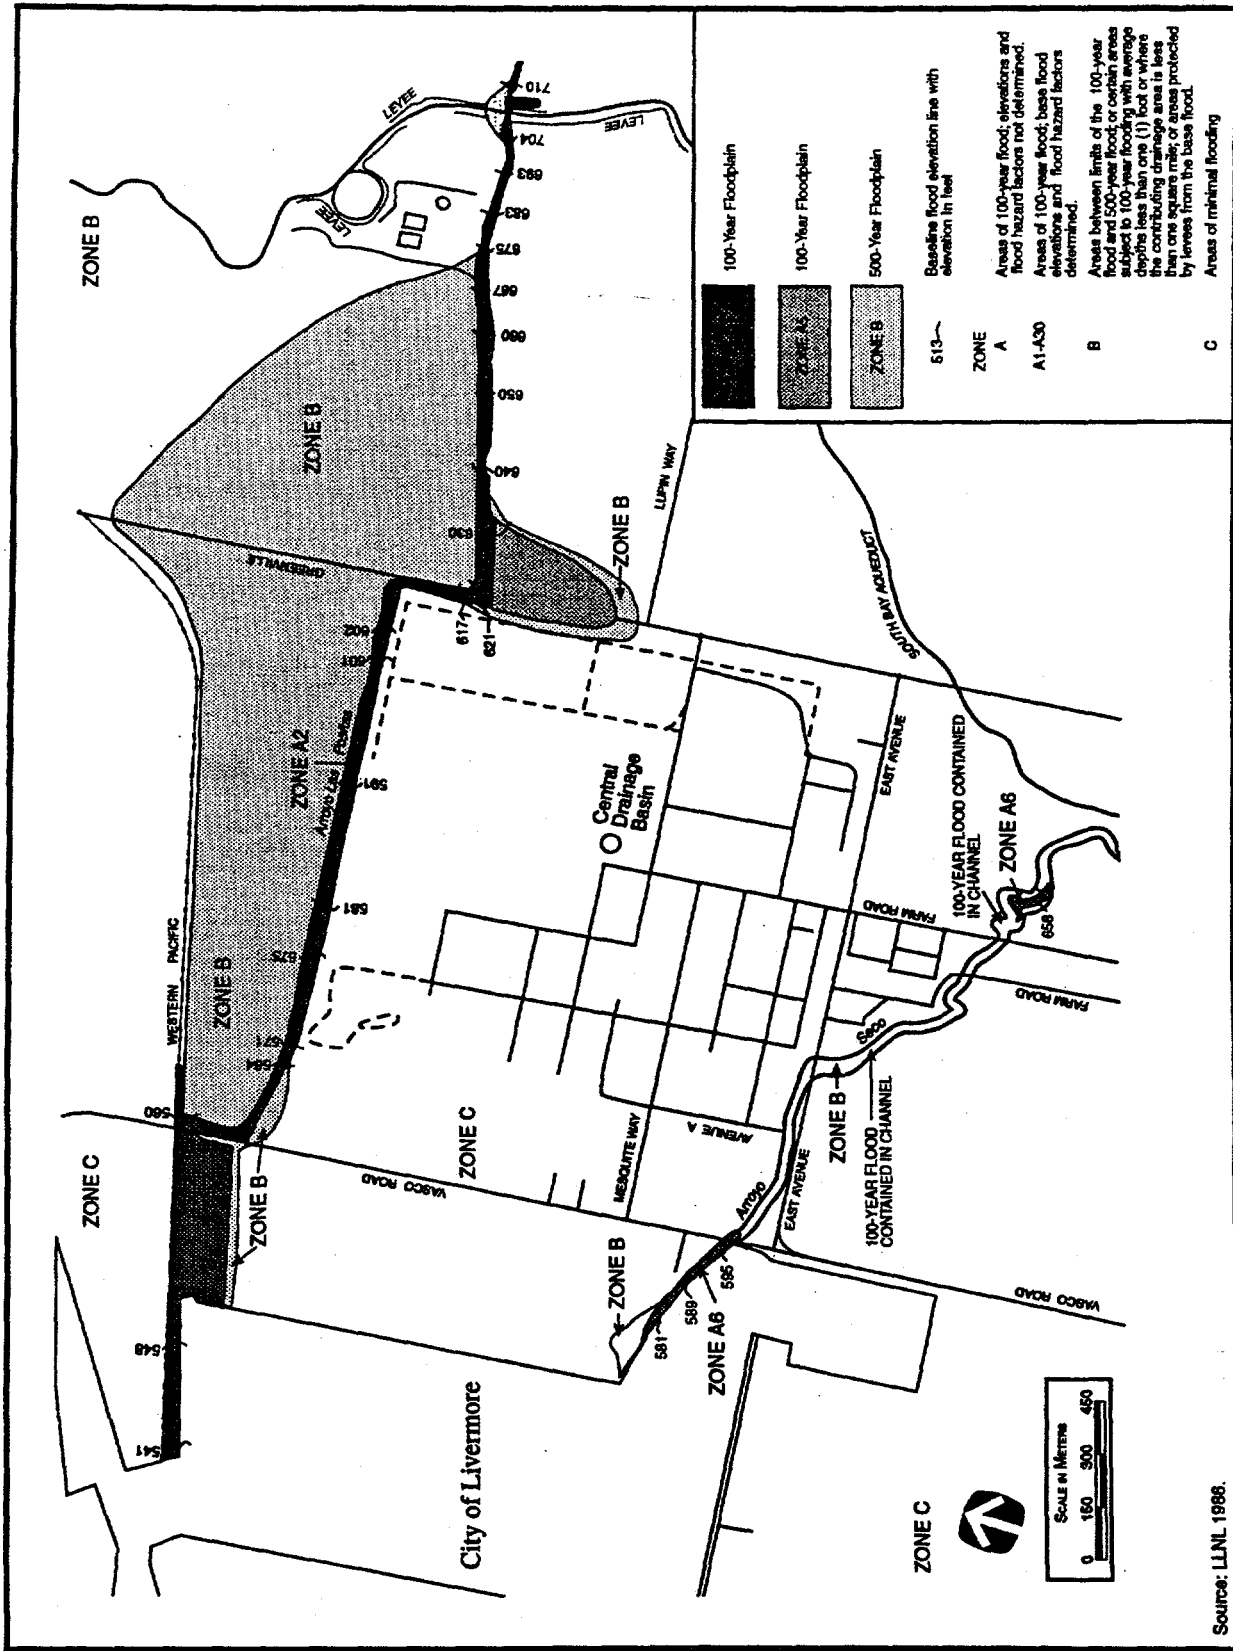 ZONE C
541
548
560
WESTERN PACIFIC
ZONE B
ZONE B
584
571
575
581
591
601
602
ZONE B
ZONE A2
Arroyo Las Positas
GREENVILLE
ZONE B
ZONE B
617
621
630
640
650
660
667
675
683
693
704
710
LEVEE
LEVEE
LEVEE
ZONE B
LUPIN WAY
City of Livermore
ZONE C
VASCO ROAD
MESQUITE WAY
AVENUE A
Central
Drainage
Basin
EAST AVENUE
SOUTH BAY AQUEDUCT
ZONE B
581
589
595
ZONE A6
Arroyo
Seco
EAST AVENUE
ZONE B
100-YEAR FLOOD
CONTAINED IN CHANNEL
FARM ROAD
FARM ROAD
100-YEAR FLOOD CONTAINED
IN CHANNEL
ZONE A6
658
VASCO ROAD
ZONE C
SCALE IN METERS
0 150 300 450
100-Year Floodplain
ZONE A5
100-Year Floodplain
ZONE B
500-Year Floodplain
513
Baseline flood elevation line with
elevation in feet
ZONE
A
Areas of 100-year flood; elevations and
flood hazard factors not determined.
A1-A30
Areas of 100-year flood; base flood
elevations and flood hazard factors
determined.
B
Areas between limits of the 100-year
flood and 500-year flood; or certain areas
subject to 100-year flooding with average
depths less than one (1) foot or where
the contributing drainage area is less
than one square mile; or areas protected
by levees from the base flood.
C
Areas of minimal flooding
Source: LLNL 1986.